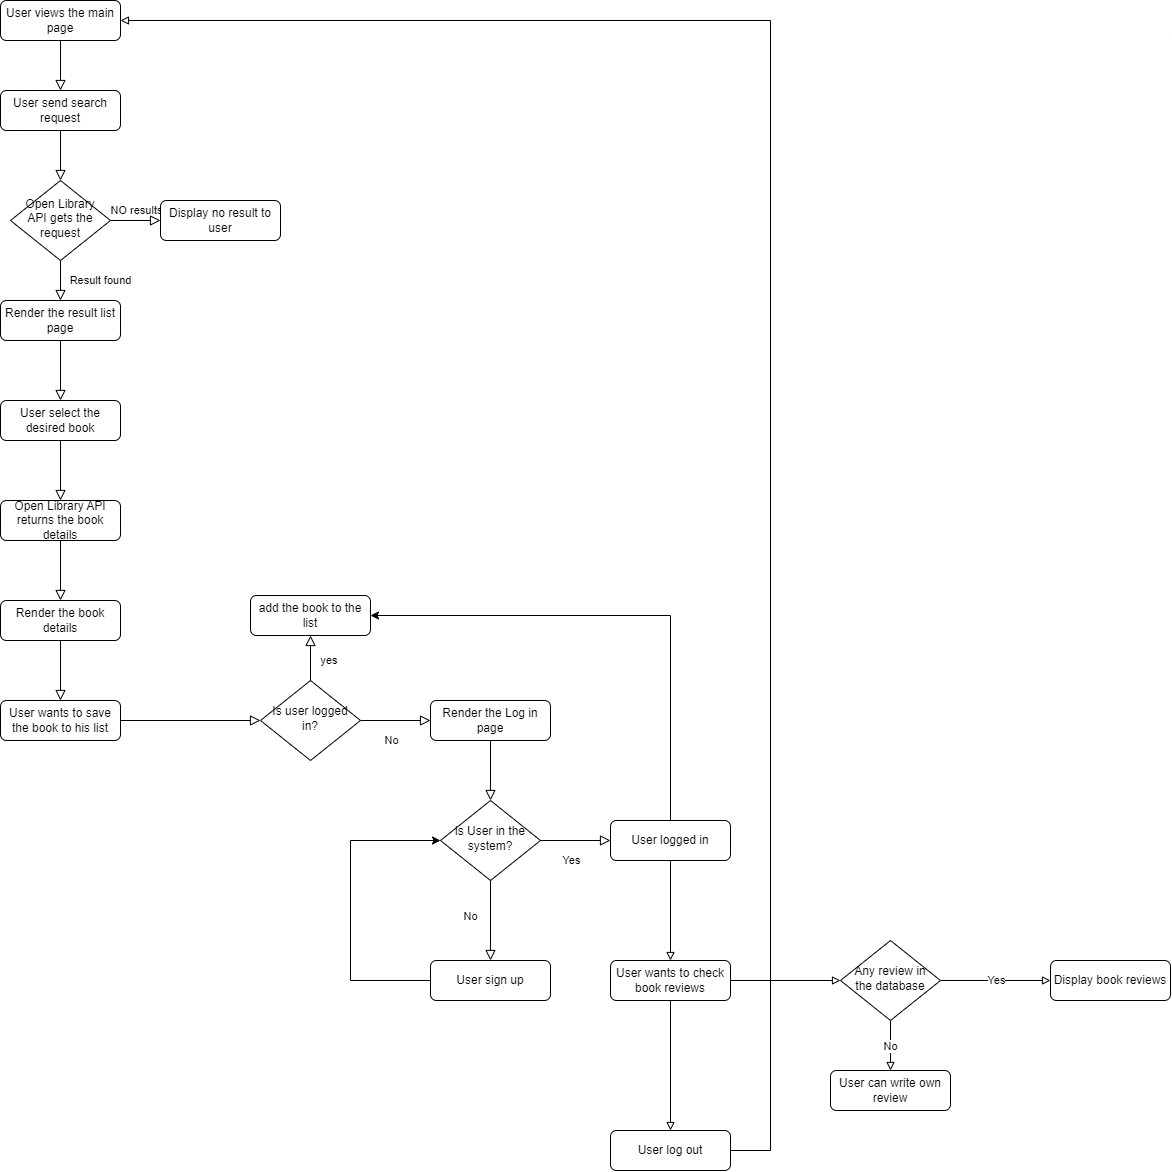 User views the main
page
User send search
request
Open Library
API gets the
request
NO results
Display no result to
user
Result found
Render the result list
page
User select the
desired book
Open Library API
returns the book
details
Render the book
details
add the book to the
list
yes
User wants to save
the book to his list
Is user logged
in?
No
Render the Log in
page
Is User in the
system?
Yes
User logged in
No
User sign up
User wants to check
book reviews
Any review in
the database
Yes
Display book reviews
No
User can write own
review
User log out